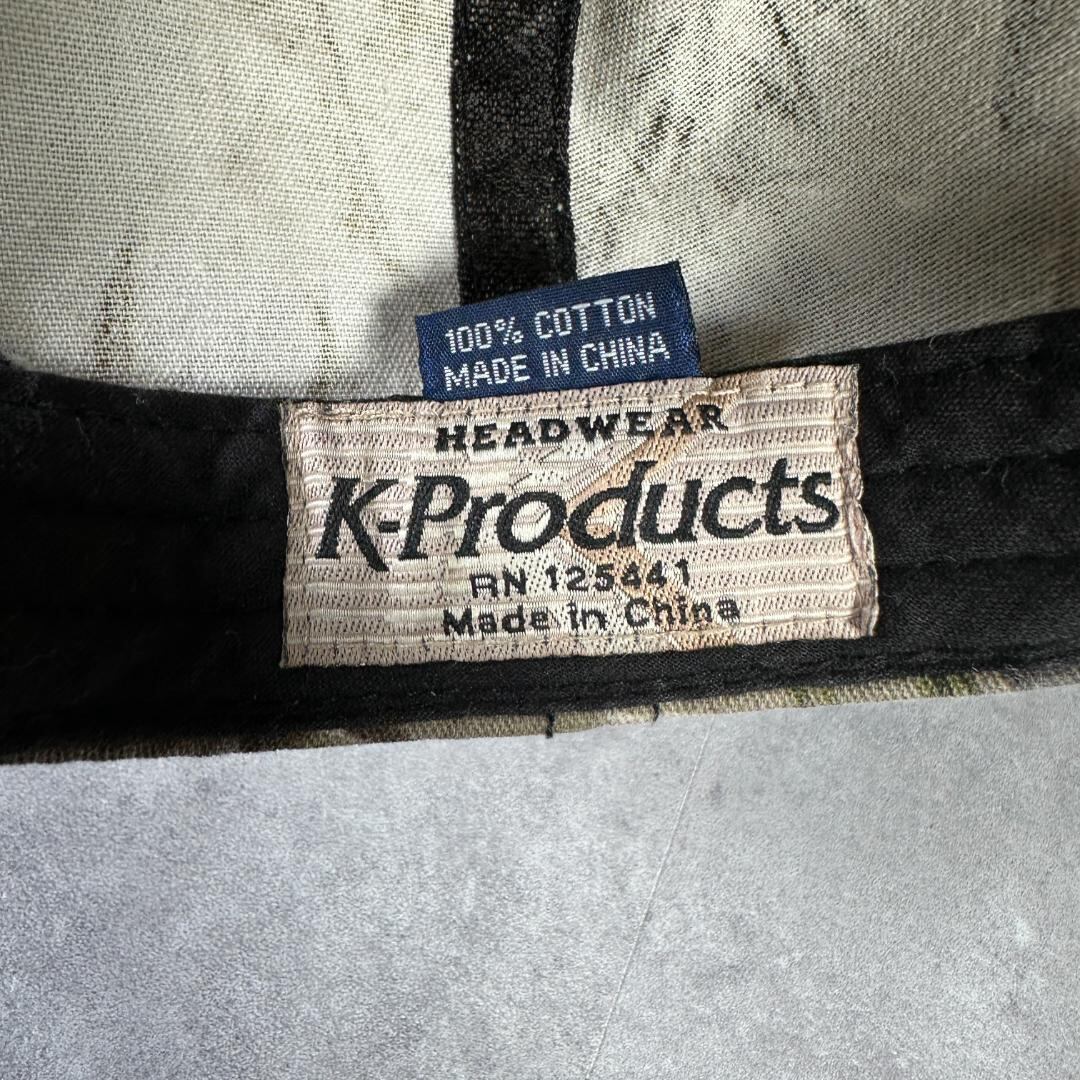 100% COTTON
MADE IN CHINA
HEADWEAR
K-Products
RN 125441
Made in China